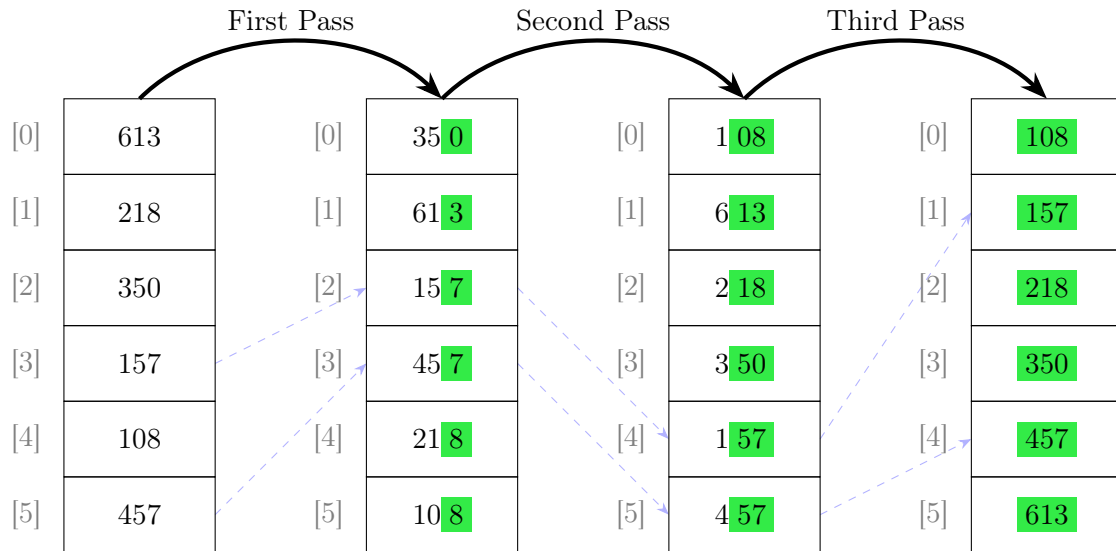 First Pass Second Pass Third Pass
[0] 613 [0] 350 [0] 108 [0] 108
[1] 218 [1] 613 [1] 613 [1] 157
[2] 350 [2] 157 [2] 218 [2] 218
[3] 157 [3] 457 [3] 350 [3] 350
[4] 108 [4] 218 [4] 157 [4] 457
[5] 457 [5] 108 [5] 457 [5] 613